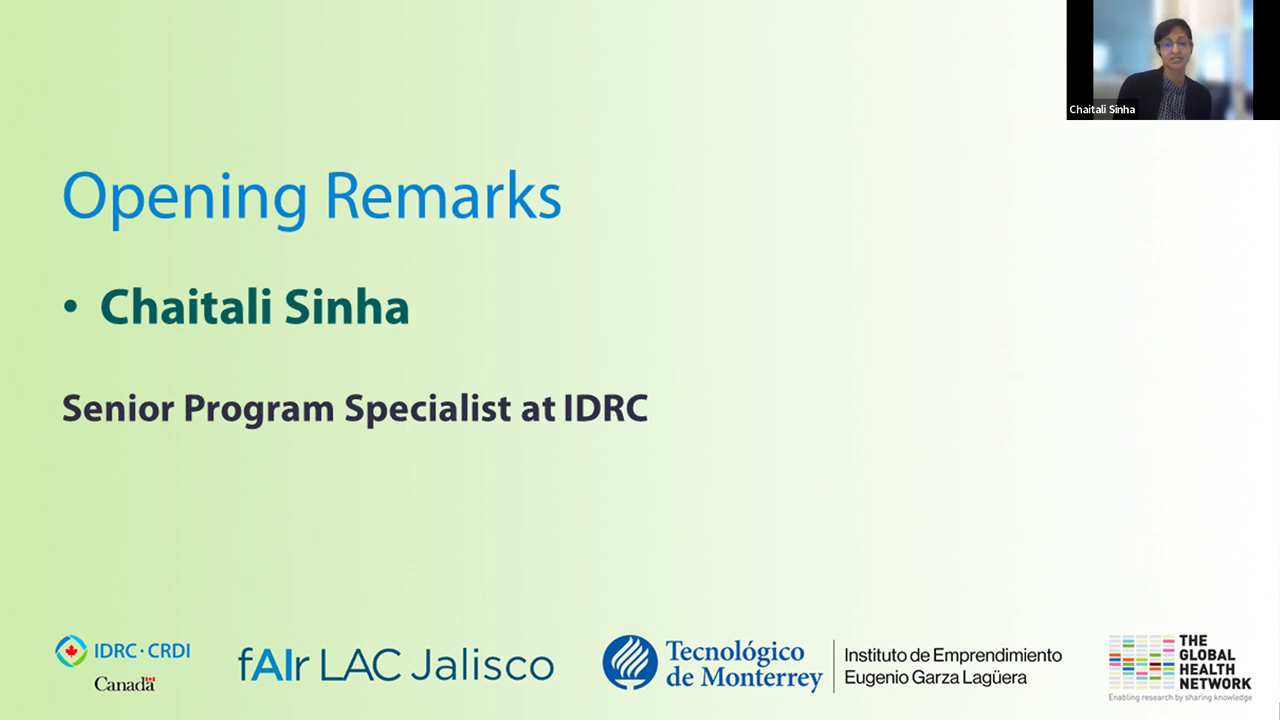 Chaitali Sinha
Opening Remarks
• Chaitali Sinha
Senior Program Specialist at IDRC
IDRC · CRDI
Canada
fAIr LAC Jalisco
Tecnológico
de Monterrey
Instituto de Emprendimiento
Eugenio Garza Lagüera
THE
GLOBAL
HEALTH
NETWORK
Enabling research by sharing knowledge